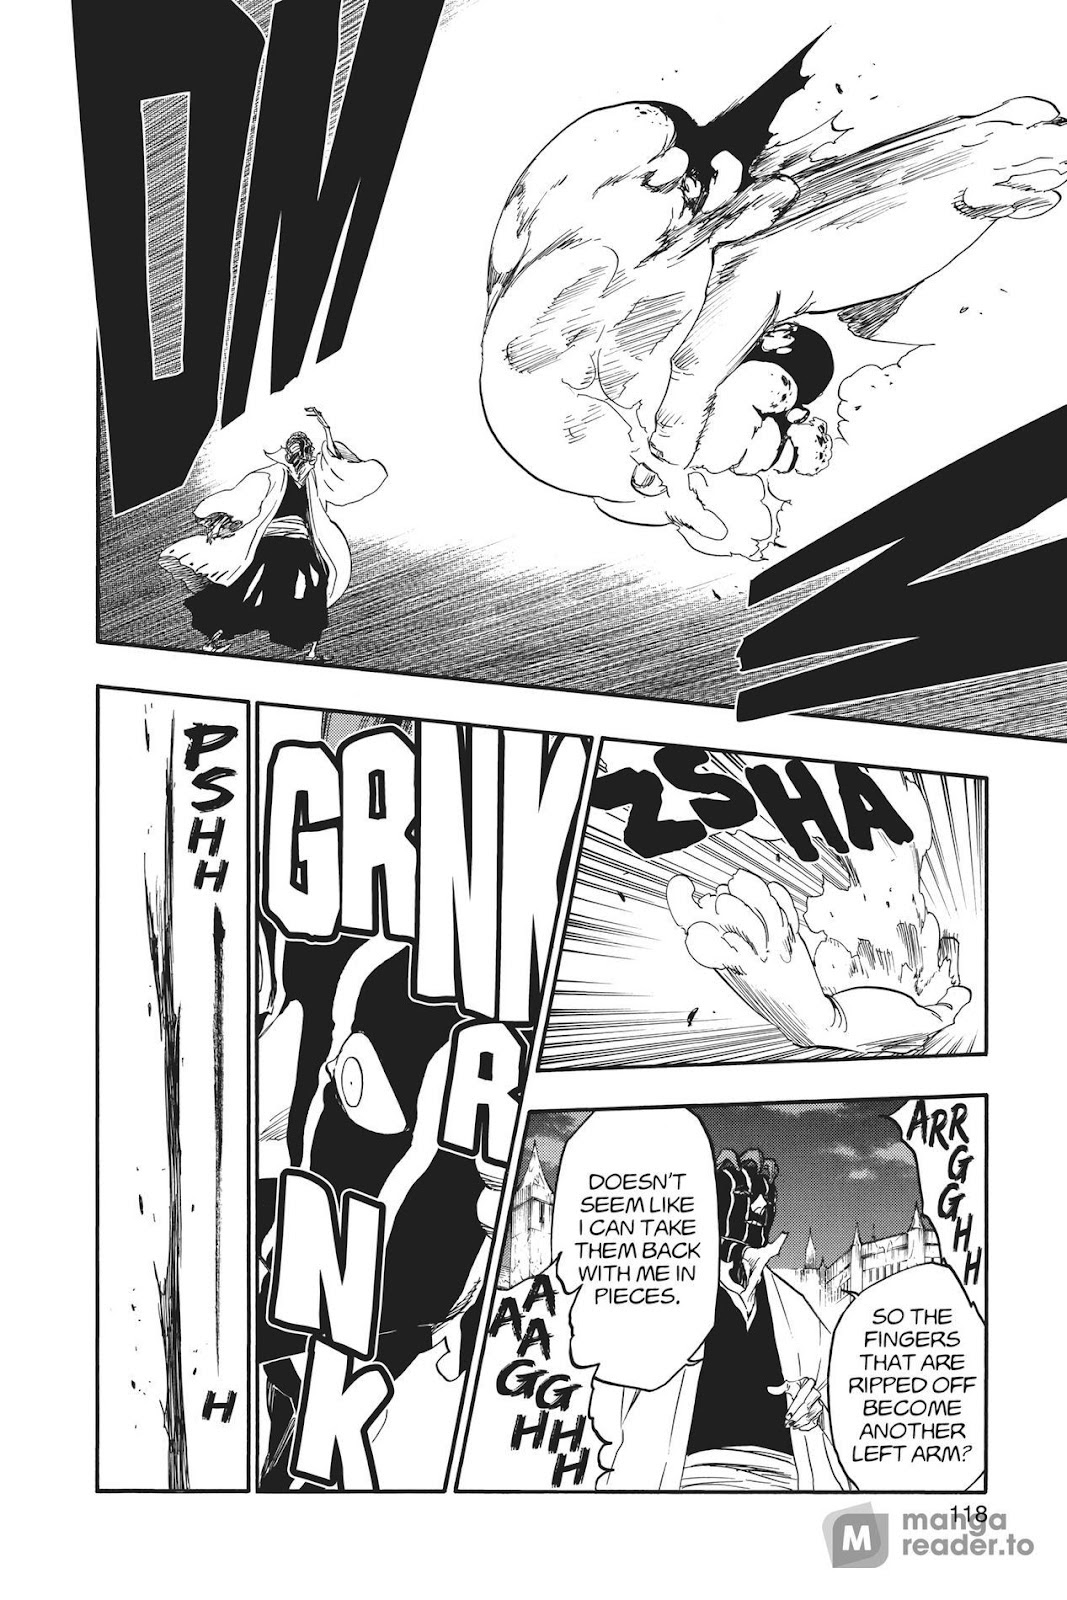 DM
ZSHA
GRNK
RNK
PSHH
H
ARRGGHH
SO THE
FINGERS
THAT ARE
RIPPED OFF
BECOME
ANOTHER
LEFT ARM?
DOESN'T
SEEM LIKE
I CAN TAKE
THEM BACK
WITH ME IN
PIECES.
AAAGGHHH
118
M
manga
reader.to